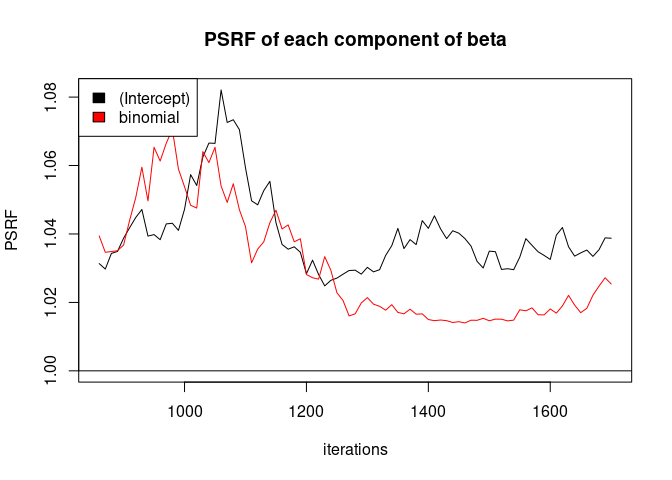 PSRF of each component of beta
(Intercept)
binomial
PSRF
1.08
1.06
1.04
1.02
1.00
1000 1200 1400 1600
iterations